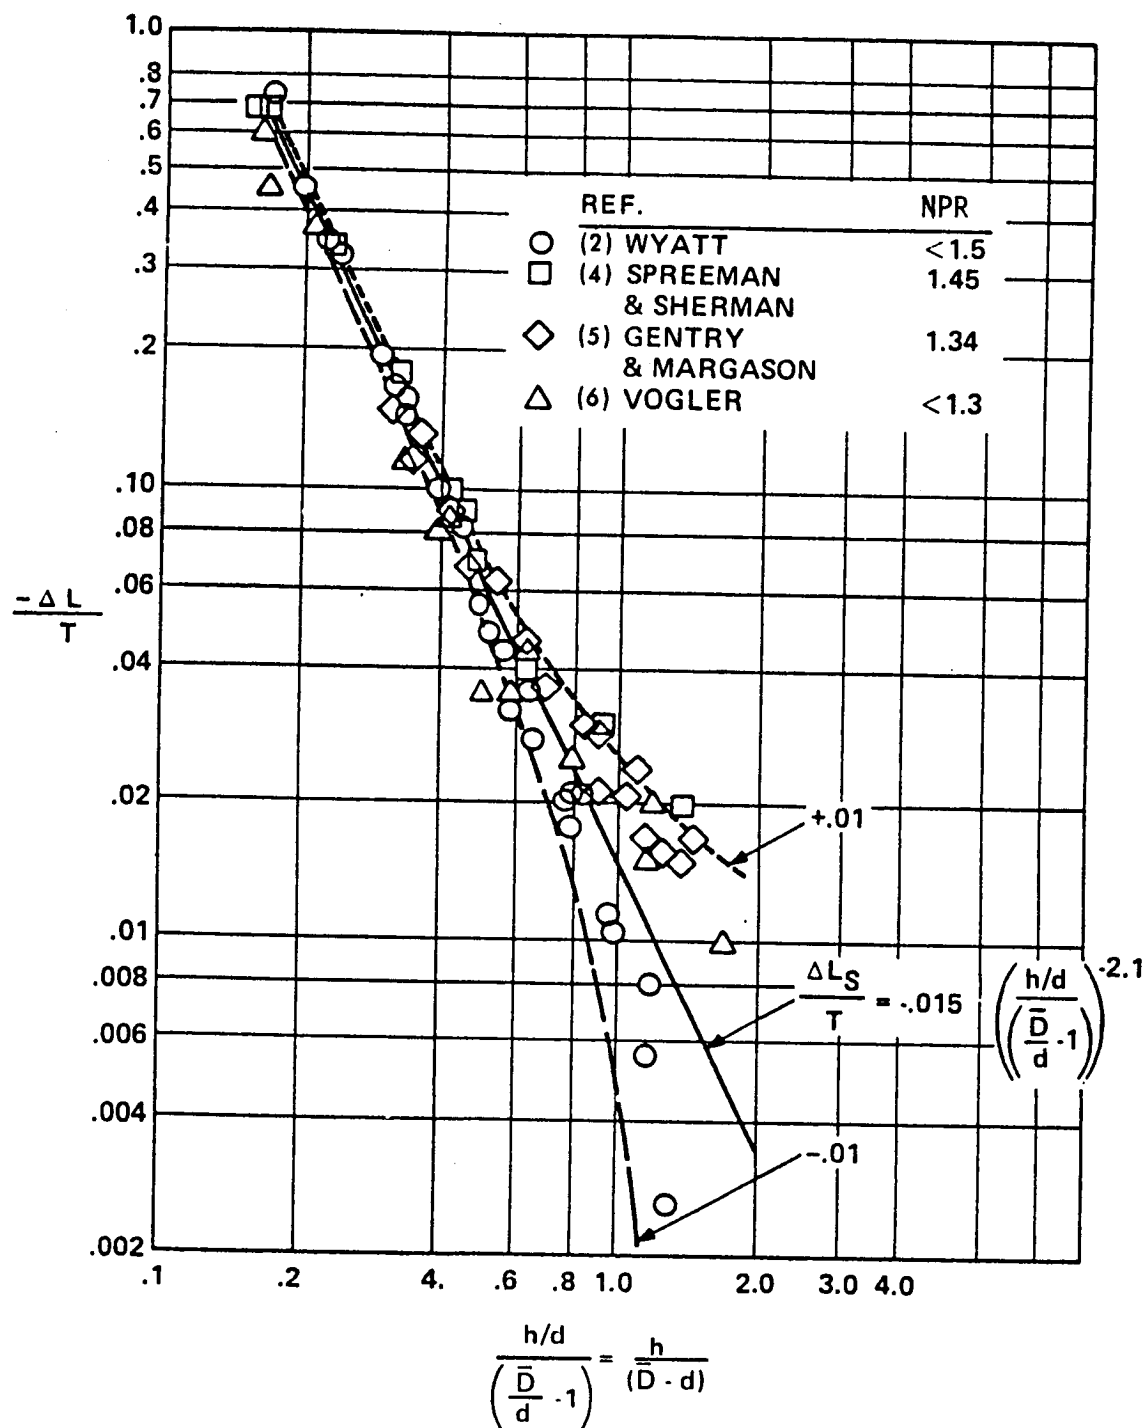 1.0
.8
.7
.6
.5
.4
.3
.2
.10
.08
.06
.04
.02
.01
.008
.006
.004
.002
-Δ L
T
REF. NPR
(2) WYATT <1.5
(4) SPREEMAN 1.45
& SHERMAN
(5) GENTRY 1.34
& MARGASON
(6) VOGLER <1.3
+.01
ΔLS
T
= -.015
(h/d
(D̅
d
-1))
-2.1
-.01
.1 .2 4. .6 .8 1.0 2.0 3.0 4.0
h/d
(D̅
d
-1)
=
h
(D̅ - d)